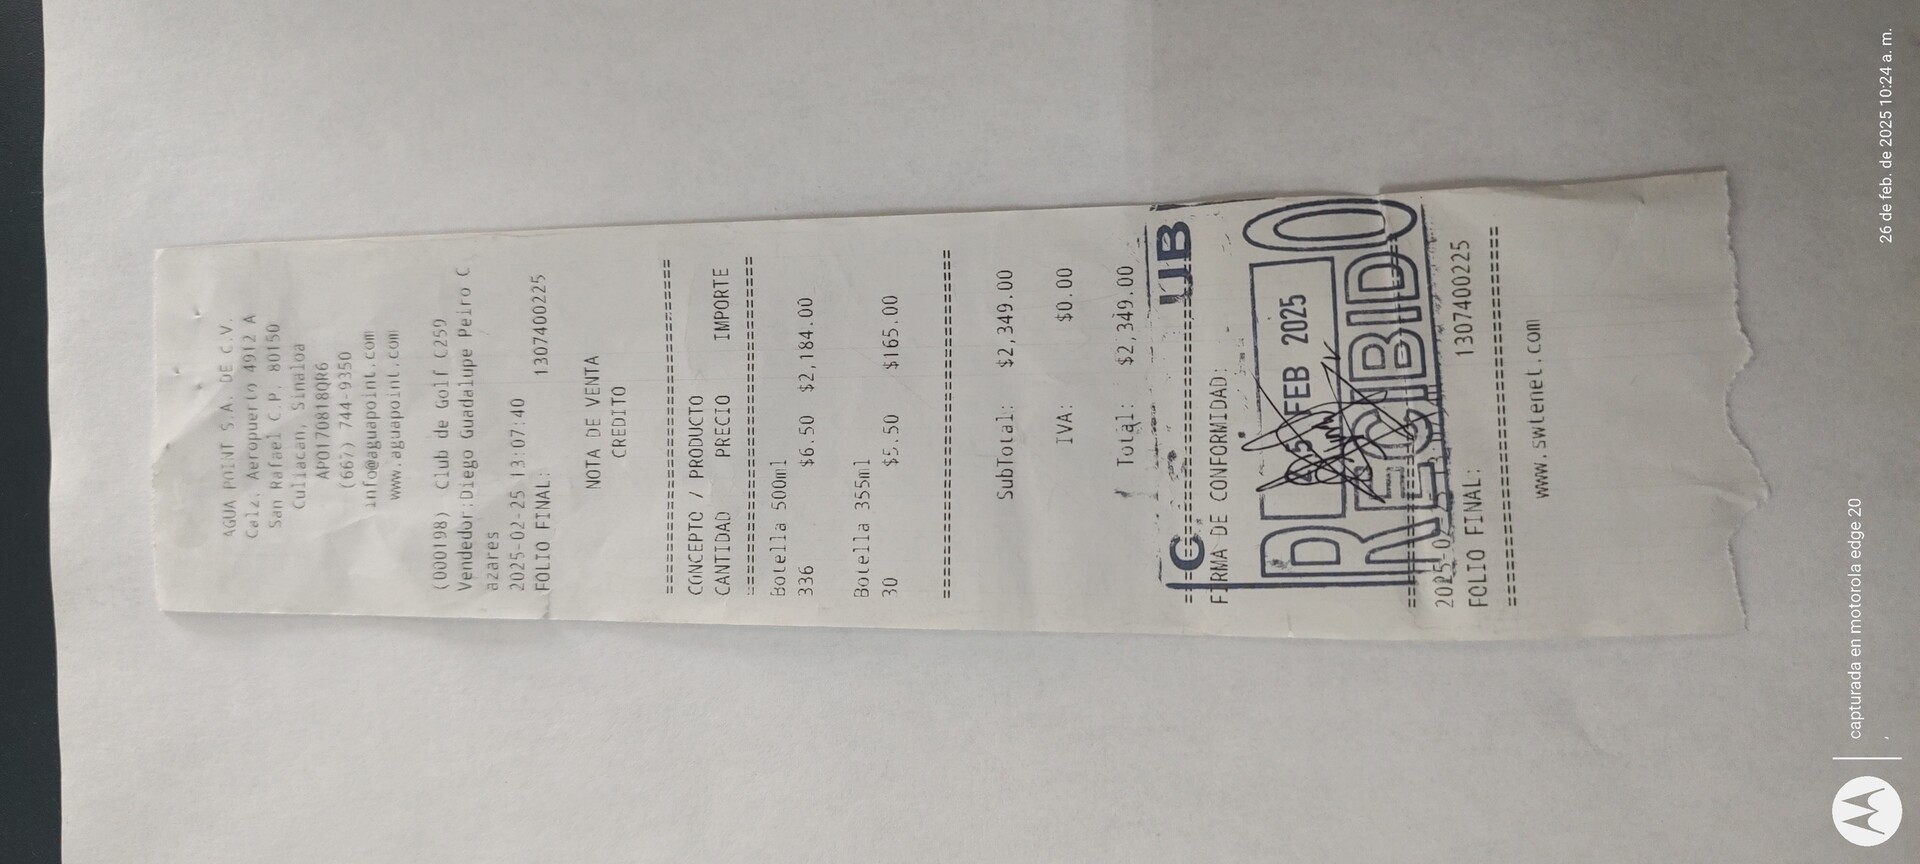 AGUA POINT S.A. DE C.V.
Calz. Aeropuerto 4912 A
San Rafael C.P. 80150
Culiacan, Sinaloa
APO170818QR6
(667) 744-9350
info@aguapoint.com
www.aguapoint.com
(000198) Club de Golf C259
Vendedor:Diego Guadalupe Peiro C
azares
2025-02-25 13:07:40
FOLIO FINAL: 1307400225
NOTA DE VENTA
CREDITO
================================
CONCEPTO / PRODUCTO
CANTIDAD PRECIO IMPORTE
================================
Botella 500ml
336 $6.50 $2,184.00
Botella 355ml
30 $5.50 $165.00
================================
SubTotal: $2,349.00
IVA: $0.00
Total: $2,349.00
FIRMA DE CONFORMIDAD:
FEB 2025
RECIBIDO
FOLIO FINAL: 1307400225
================================
www.swtenet.com
capturada en motorola edge 20
26 de feb. de 2025 10:24 a. m.